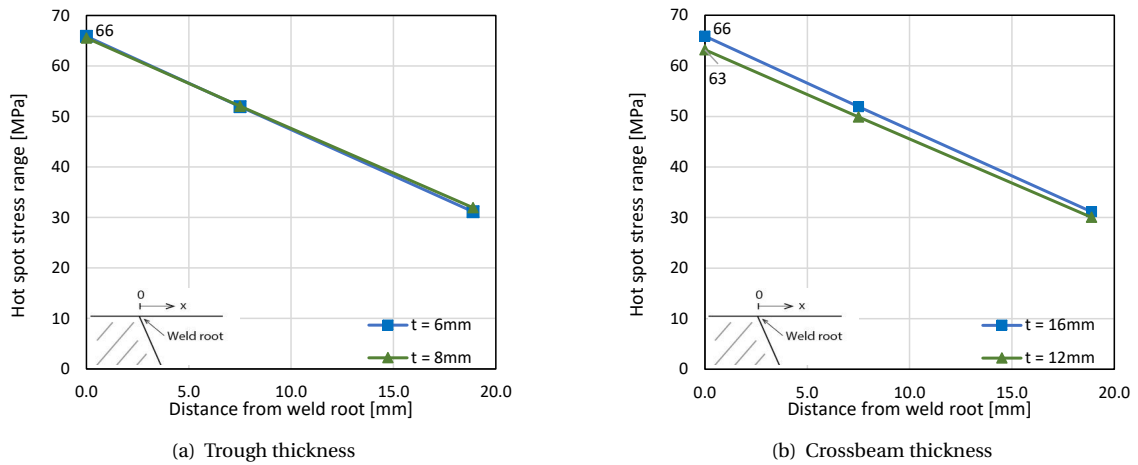 70
60
50
40
30
20
10
0
Hot spot stress range [MPa]
66
0
x
Weld root
t = 6mm
t = 8mm
0.0 5.0 10.0 15.0 20.0
Distance from weld root [mm]
(a) Trough thickness
70
60
50
40
30
20
10
0
Hot spot stress range [MPa]
66
63
0
x
Weld root
t = 16mm
t = 12mm
0.0 5.0 10.0 15.0 20.0
Distance from weld root [mm]
(b) Crossbeam thickness